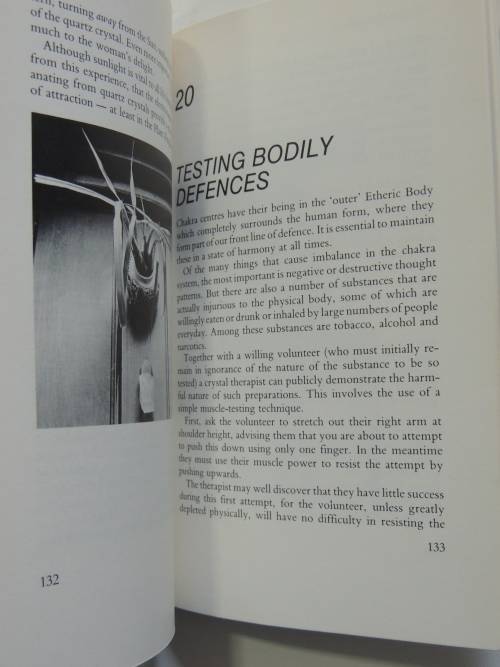 turning away from the
of the quartz crystal. Even
much to the woman's delight.
Although sunlight is vital to
from this experience, that the
anating from quartz crystals
of attraction — at least in the
132
20
TESTING BODILY
DEFENCES
Chakra centres have their being in the 'outer' Etheric Body
which completely surrounds the human form, where they
form part of our front line of defence. It is essential to maintain
these in a state of harmony at all times.
Of the many things that cause imbalance in the chakra
system, the most important is negative or destructive thought
patterns. But there are also a number of substances that are
actually injurious to the physical body, some of which are
willingly eaten or drunk or inhaled by large numbers of people
everyday. Among these substances are tobacco, alcohol and
narcotics.
Together with a willing volunteer (who must initially re-
main in ignorance of the nature of the substance to be so
tested) a crystal therapist can publicly demonstrate the harm-
ful nature of such preparations. This involves the use of a
simple muscle-testing technique.
First, ask the volunteer to stretch out their right arm at
shoulder height, advising them that you are about to attempt
to push this down using only one finger. In the meantime
they must use their muscle power to resist the attempt by
pushing upwards.
The therapist may well discover that they have little success
during this first attempt, for the volunteer, unless greatly
depleted physically, will have no difficulty in resisting the
133